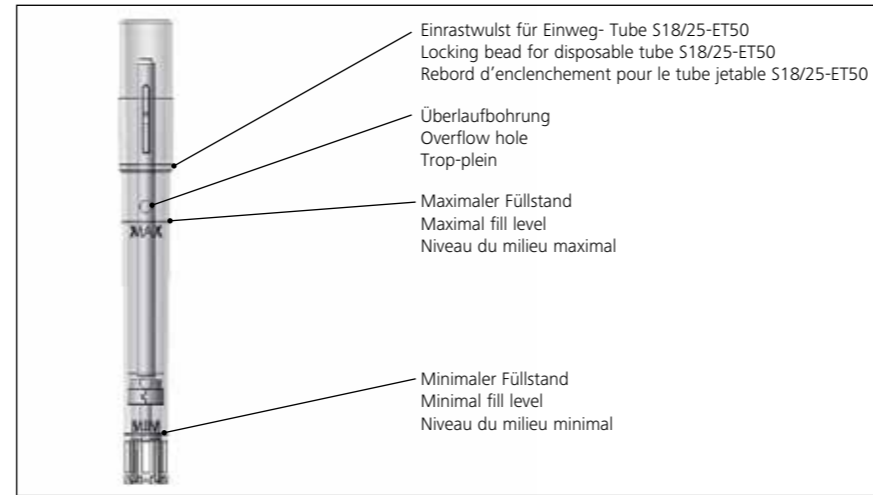 Einrastwulst für Einweg- Tube S18/25-ET50
Locking bead for disposable tube S18/25-ET50
Rebord d’enclenchement pour le tube jetable S18/25-ET50
Überlaufbohrung
Overflow hole
Trop-plein
Maximaler Füllstand
Maximal fill level
Niveau du milieu maximal
MAX
Minimaler Füllstand
Minimal fill level
Niveau du milieu minimal
MIN